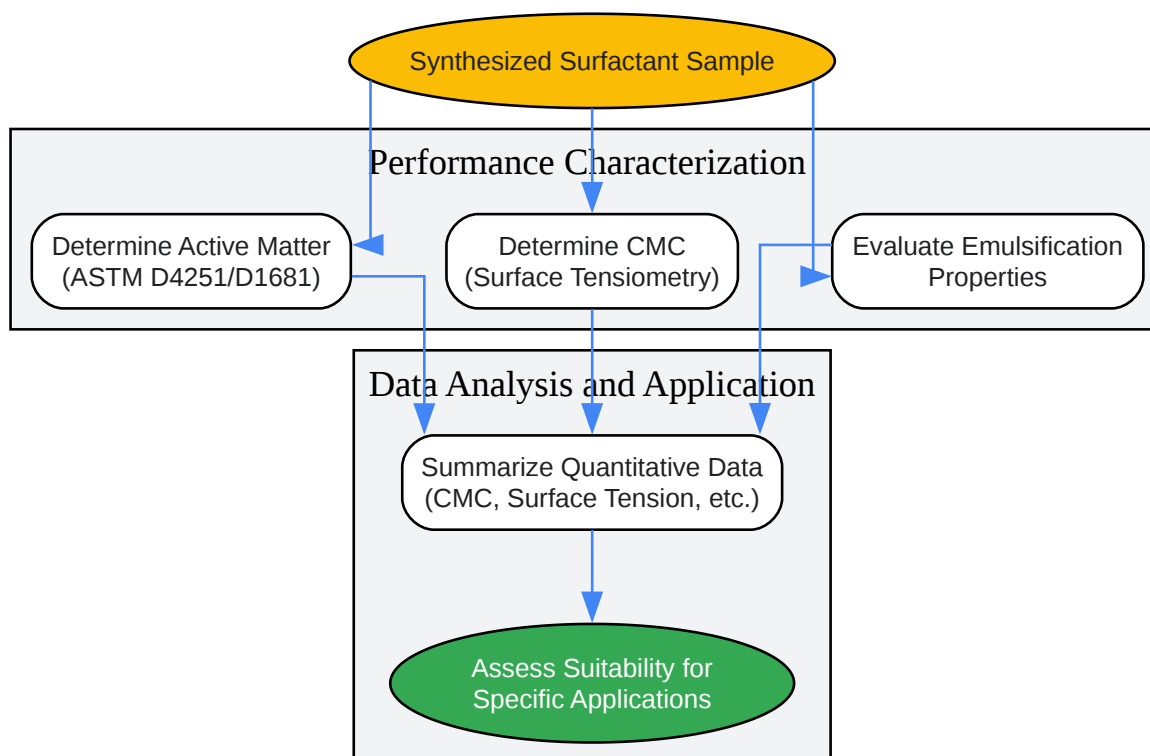 Synthesized Surfactant Sample
Performance Characterization
Determine Active Matter
(ASTM D4251/D1681)
Determine CMC
(Surface Tensiometry)
Evaluate Emulsification
Properties
Data Analysis and Application
Summarize Quantitative Data
(CMC, Surface Tension, etc.)
Assess Suitability for
Specific Applications